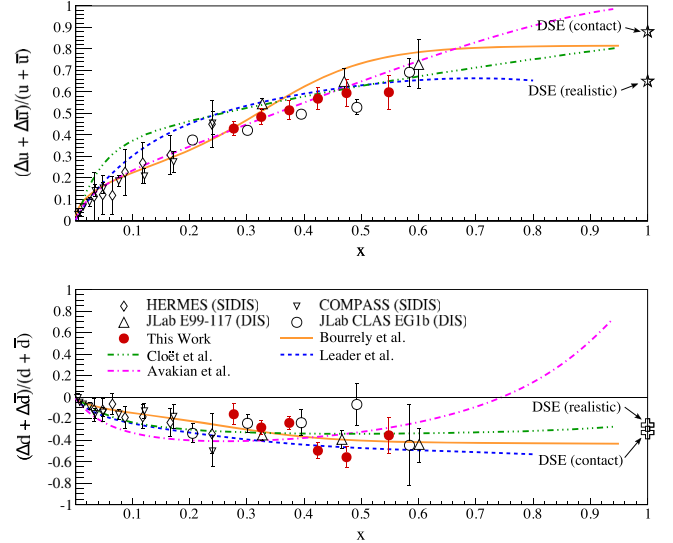 1
0.9
0.8
0.7
0.6
0.5
0.4
0.3
0.2
0.1
0
(Δu + Δu̅)/(u + u̅)
DSE (contact)
DSE (realistic)
0.1 0.2 0.3 0.4 0.5 0.6 0.7 0.8 0.9 1
x
1
0.8
0.6
0.4
0.2
0
-0.2
-0.4
-0.6
-0.8
-1
(Δd + Δd̅)/(d + d̅)
HERMES (SIDIS) COMPASS (SIDIS)
JLab E99-117 (DIS) JLab CLAS EG1b (DIS)
This Work Bourrely et al.
Cloët et al. Leader et al.
Avakian et al.
DSE (realistic)
DSE (contact)
0.1 0.2 0.3 0.4 0.5 0.6 0.7 0.8 0.9 1
x